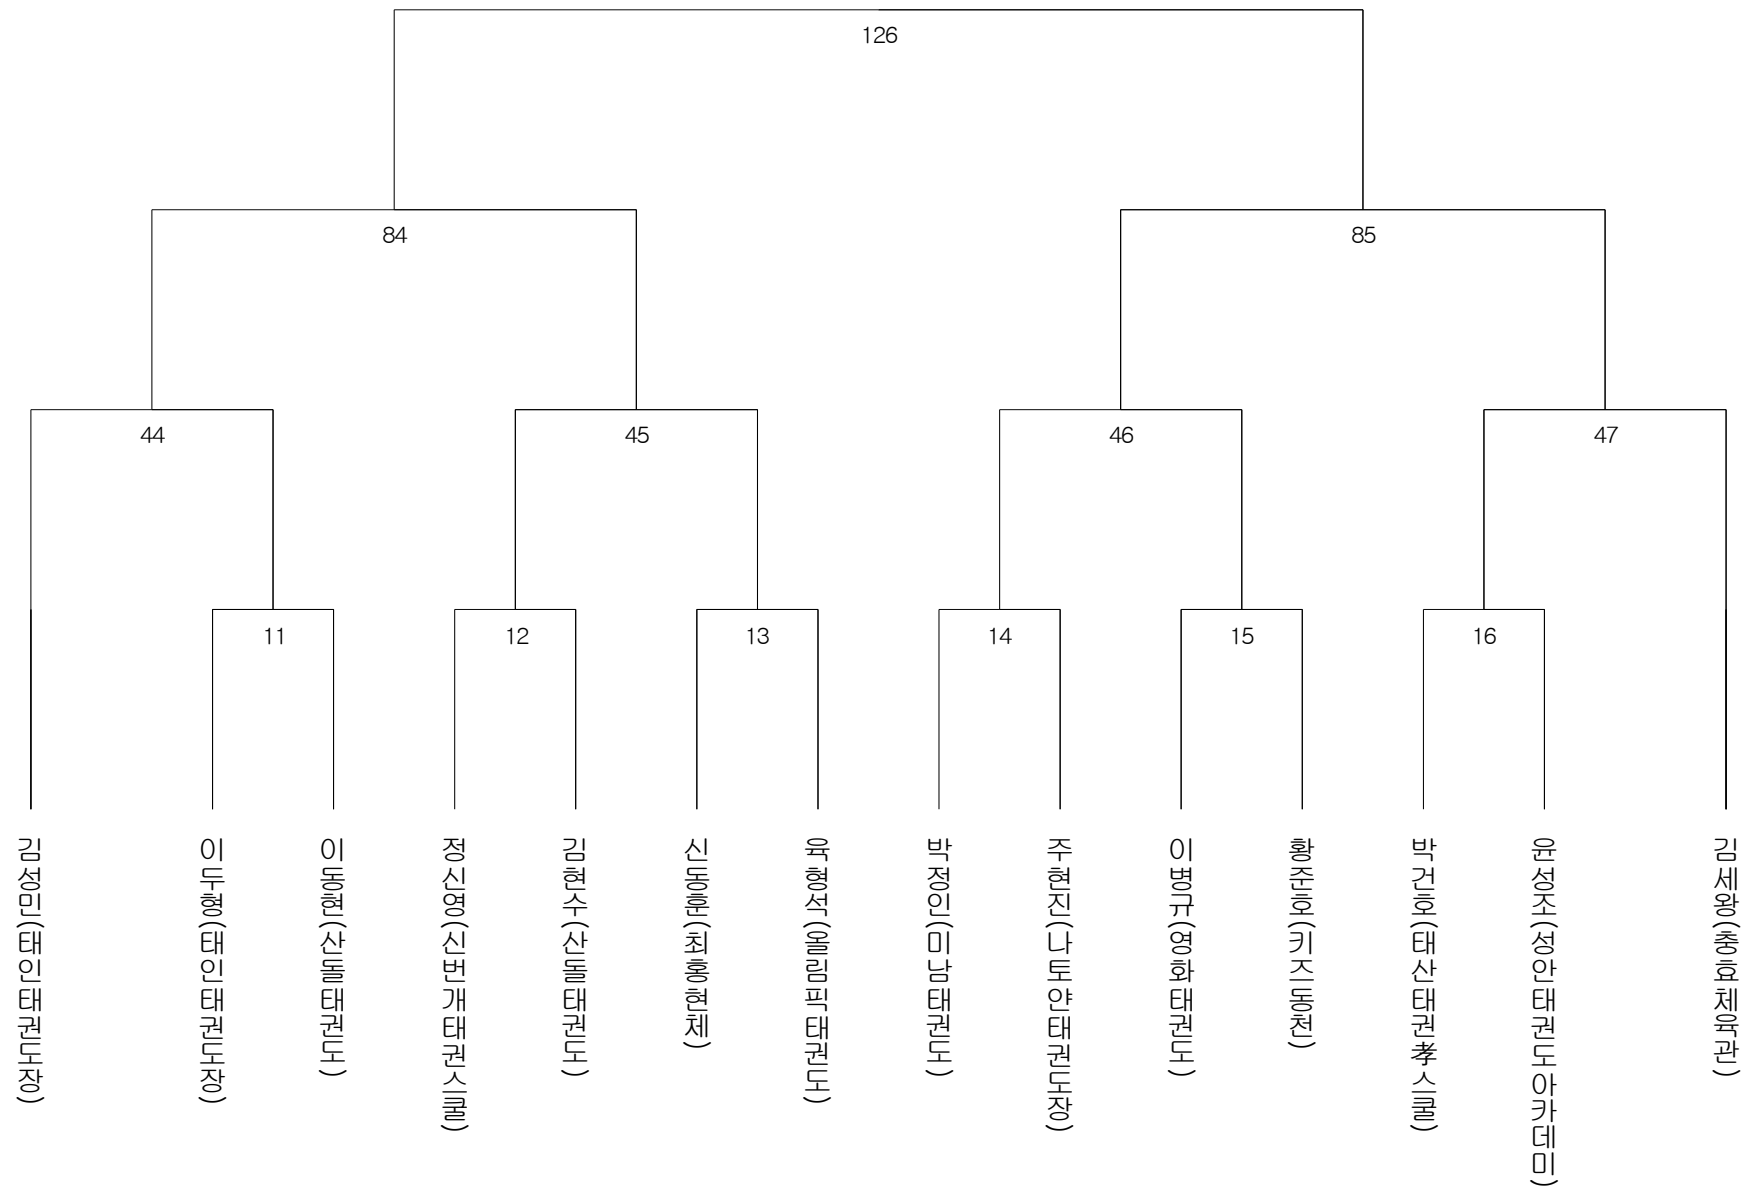 126
84
85
44
45
46
47
11
12
13
14
15
16
김성민(태인태권도장)
이두형(태인태권도장)
이동현(산돌태권도)
정신영(신번개태권스쿨)
김현수(산돌태권도)
신동훈(최홍현체)
육형석(올림픽태권도)
박정인(미남태권도)
주현진(나토얀태권도장)
이병규(영화태권도)
황준호(키즈동천)
박건호(태산태권孝스쿨)
윤성조(성안태권도아카데미)
김세왕(충효체육관)